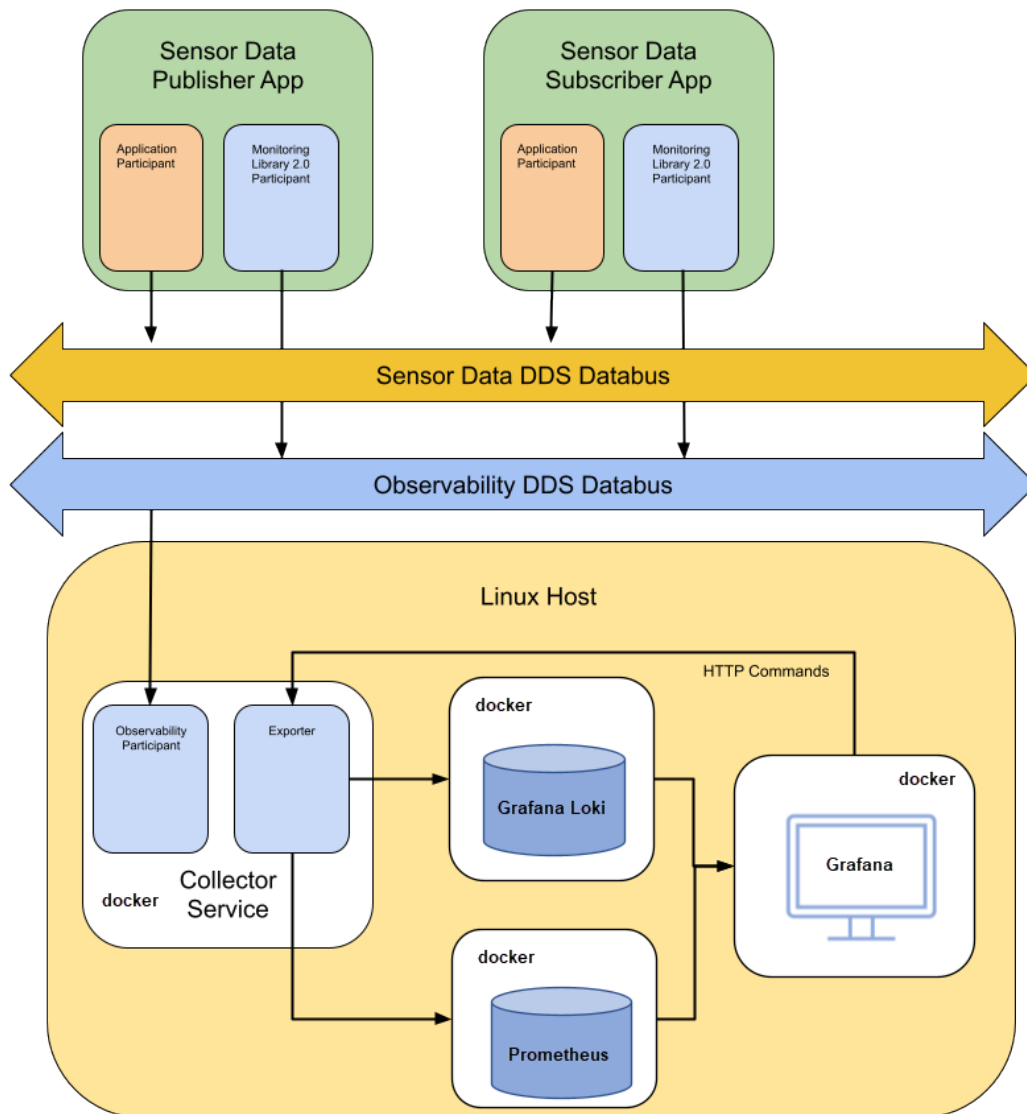 Sensor Data
Publisher App
Sensor Data
Subscriber App
Application
Participant
Monitoring
Library 2.0
Participant
Application
Participant
Monitoring
Library 2.0
Participant
Sensor Data DDS Databus
Observability DDS Databus
Linux Host
HTTP Commands
Observability
Participant
Exporter
docker
Collector
Service
docker
Grafana Loki
docker
Prometheus
docker
Grafana